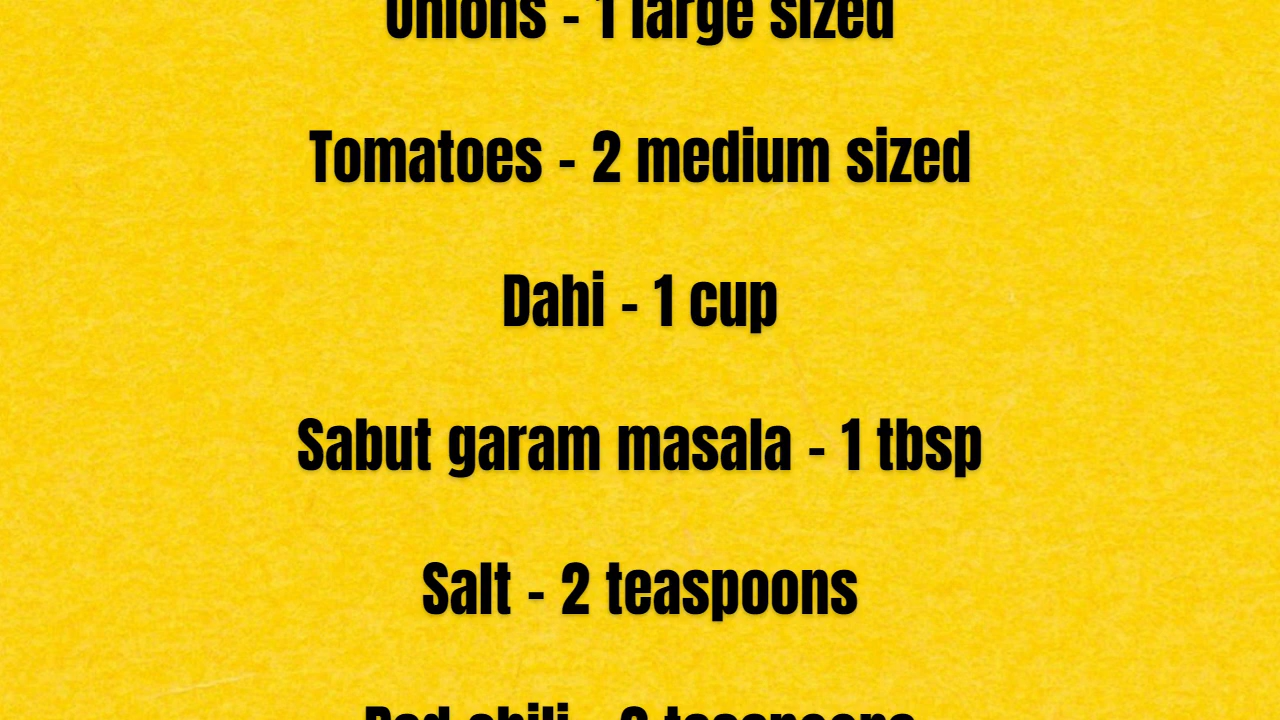 Onions - 1 large sized
Tomatoes - 2 medium sized
Dahi - 1 cup
Sabut garam masala - 1 tbsp
Salt - 2 teaspoons
Red chili - 2 teaspoons